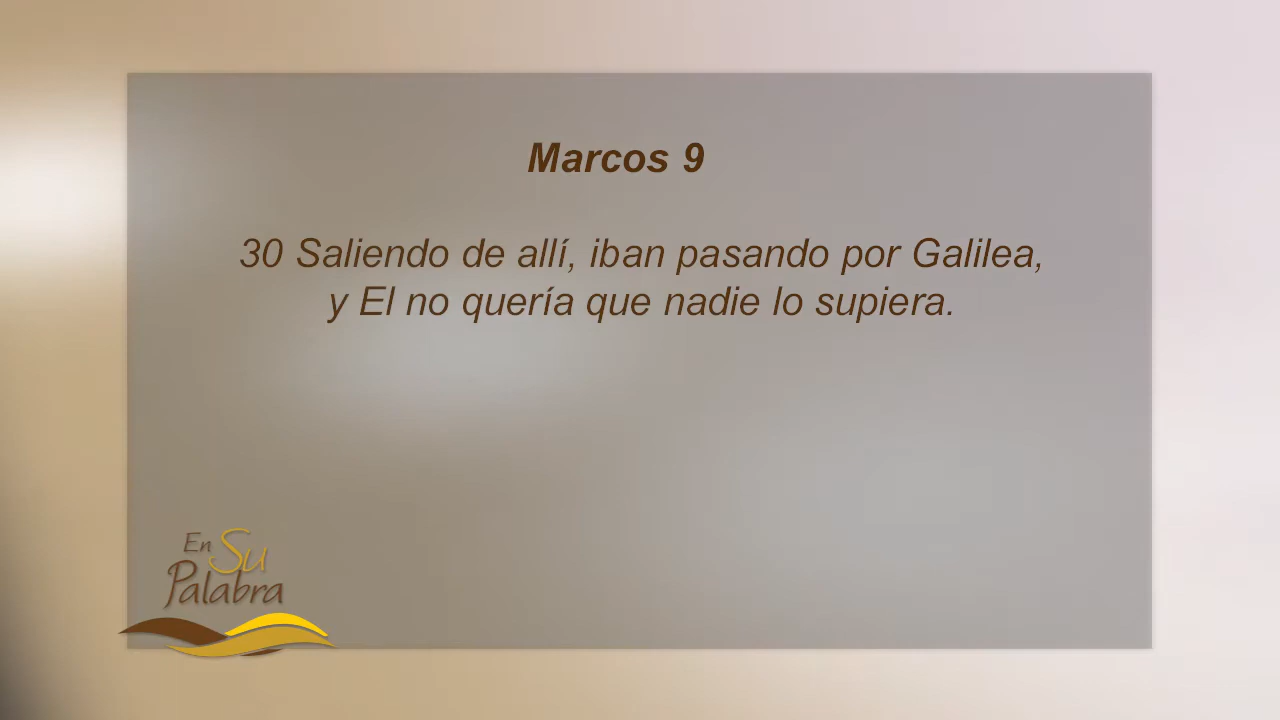 Marcos 9
30 Saliendo de allí, iban pasando por Galilea,
y El no quería que nadie lo supiera.
En Su
Palabra